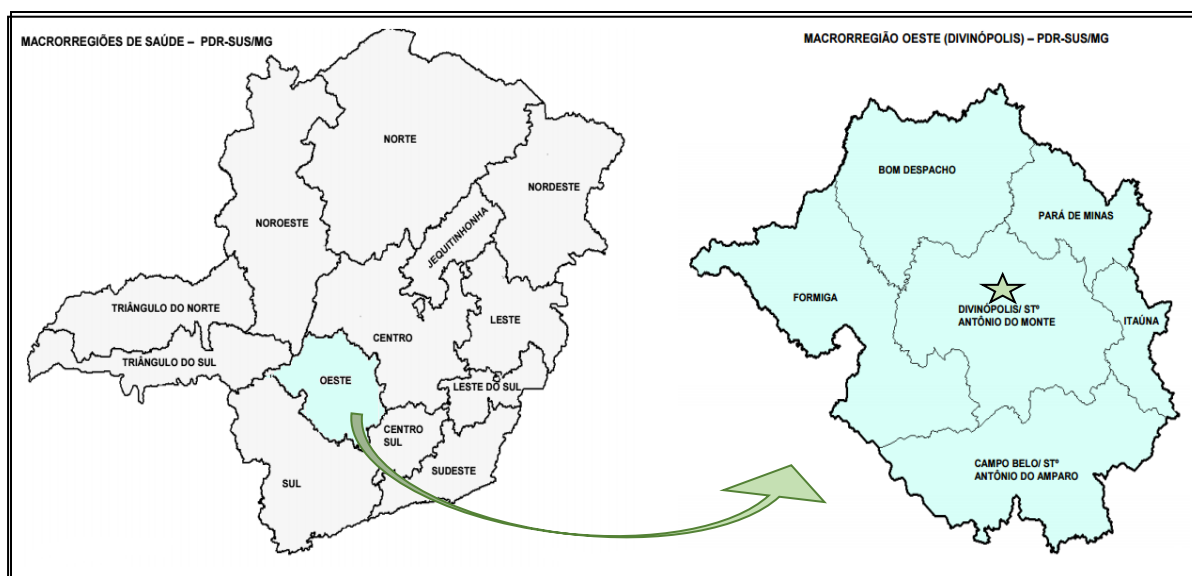 MACRORREGIÕES DE SAÚDE – PDR-SUS/MG
NORTE
NORDESTE
NOROESTE
JEQUITINHONHA
TRIÂNGULO DO NORTE
LESTE
CENTRO
TRIÂNGULO DO SUL
OESTE
LESTE DO SUL
CENTRO
SUL
SUDESTE
SUL
MACRORREGIÃO OESTE (DIVINÓPOLIS) – PDR-SUS/MG
BOM DESPACHO
PARÁ DE MINAS
FORMIGA
DIVINÓPOLIS/ STº
ANTÔNIO DO MONTE
ITAÚNA
CAMPO BELO/ STº
ANTÔNIO DO AMPARO